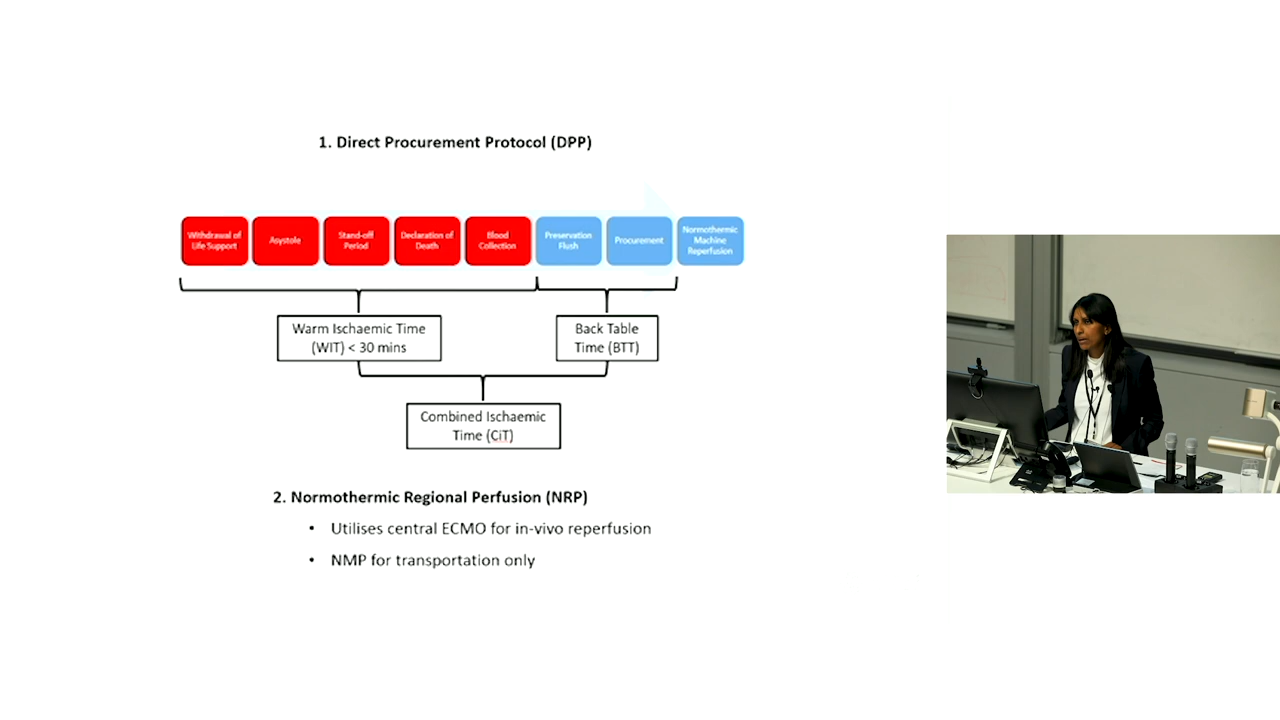 1. Direct Procurement Protocol (DPP)
Withdrawal of
Life Support
Asystole
Stand-off
Period
Declaration of
Death
Blood
Collection
Preservation
Flush
Procurement
Normothermic
Machine
Reperfusion
Warm Ischaemic Time
(WIT) < 30 mins
Back Table
Time (BTT)
Combined Ischaemic
Time (CiT)
2. Normothermic Regional Perfusion (NRP)
• Utilises central ECMO for in-vivo reperfusion
• NMP for transportation only